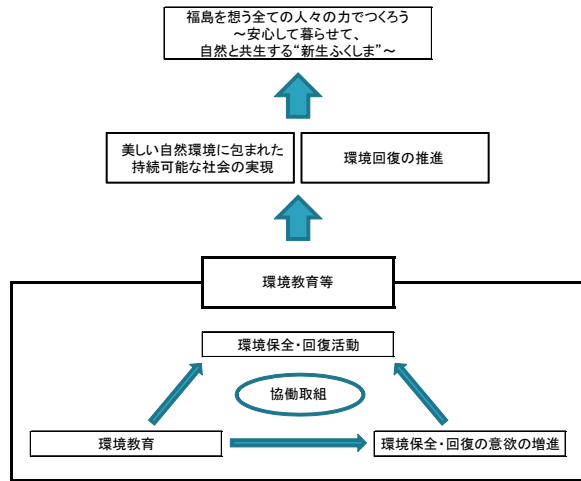 福島を想う全ての人々の力でつくろう
～安心して暮らせて、
自然と共生する“新生ふくしま”～
美しい自然環境に包まれた
持続可能な社会の実現
環境回復の推進
環境教育等
環境保全・回復活動
協働取組
環境教育
環境保全・回復の意欲の増進